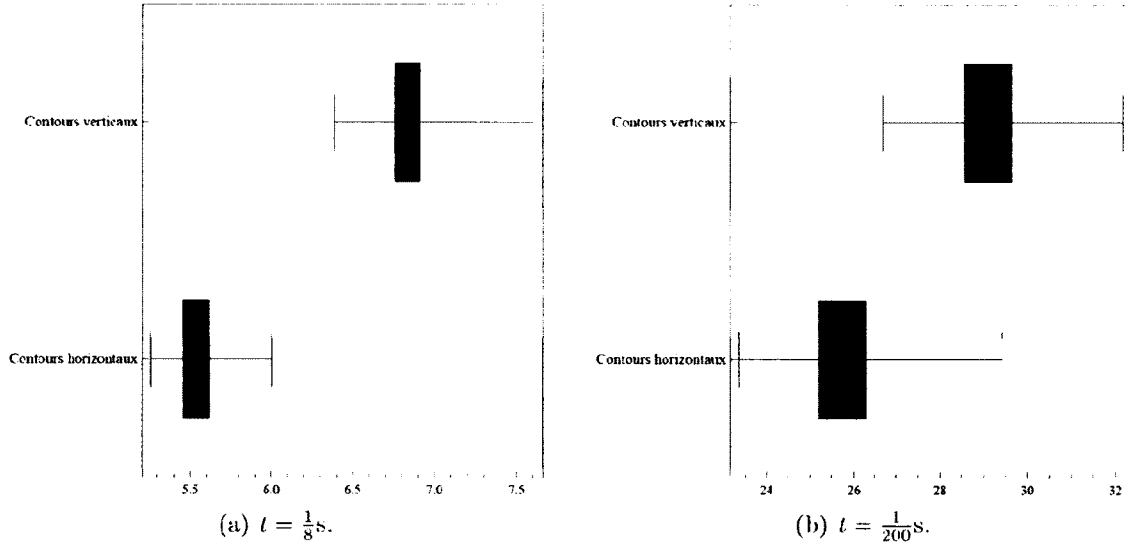 Contours verticaux
Contours horizontaux
5.5 6.0 6.5 7.0 7.5
(a) t = 1/8 s.
Contours verticaux
Contours horizontaux
24 26 28 30 32
(b) t = 1/200 s.